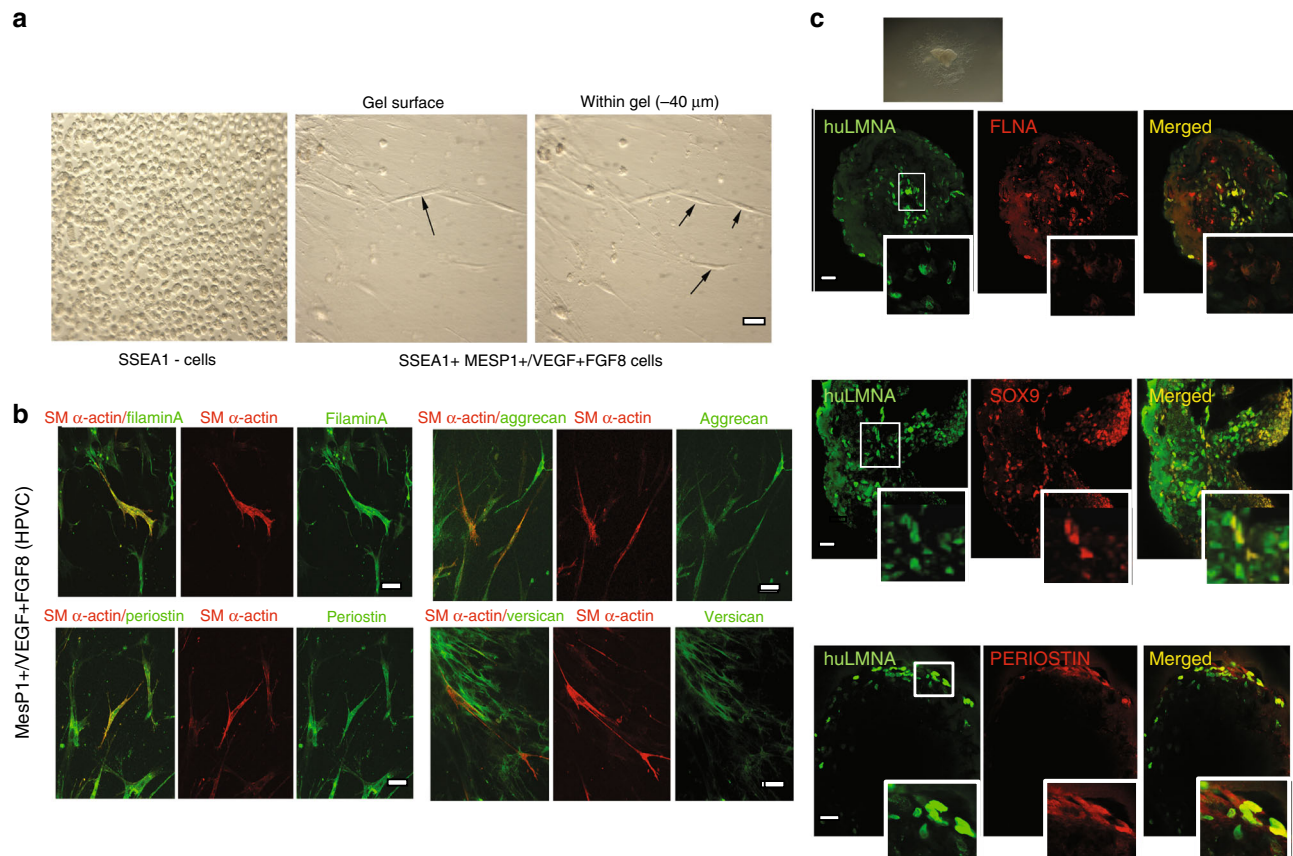 a
Gel surface
Within gel (–40 μm)
SSEA1 - cells
SSEA1+ MESP1+/VEGF+FGF8 cells
b
MesP1+/VEGF+FGF8 (HPVC)
SM α-actin/filaminA
SM α-actin
FilaminA
SM α-actin/aggrecan
SM α-actin
Aggrecan
SM α-actin/periostin
SM α-actin
Periostin
SM α-actin/versican
SM α-actin
Versican
c
huLMNA
FLNA
Merged
huLMNA
SOX9
Merged
huLMNA
PERIOSTIN
Merged